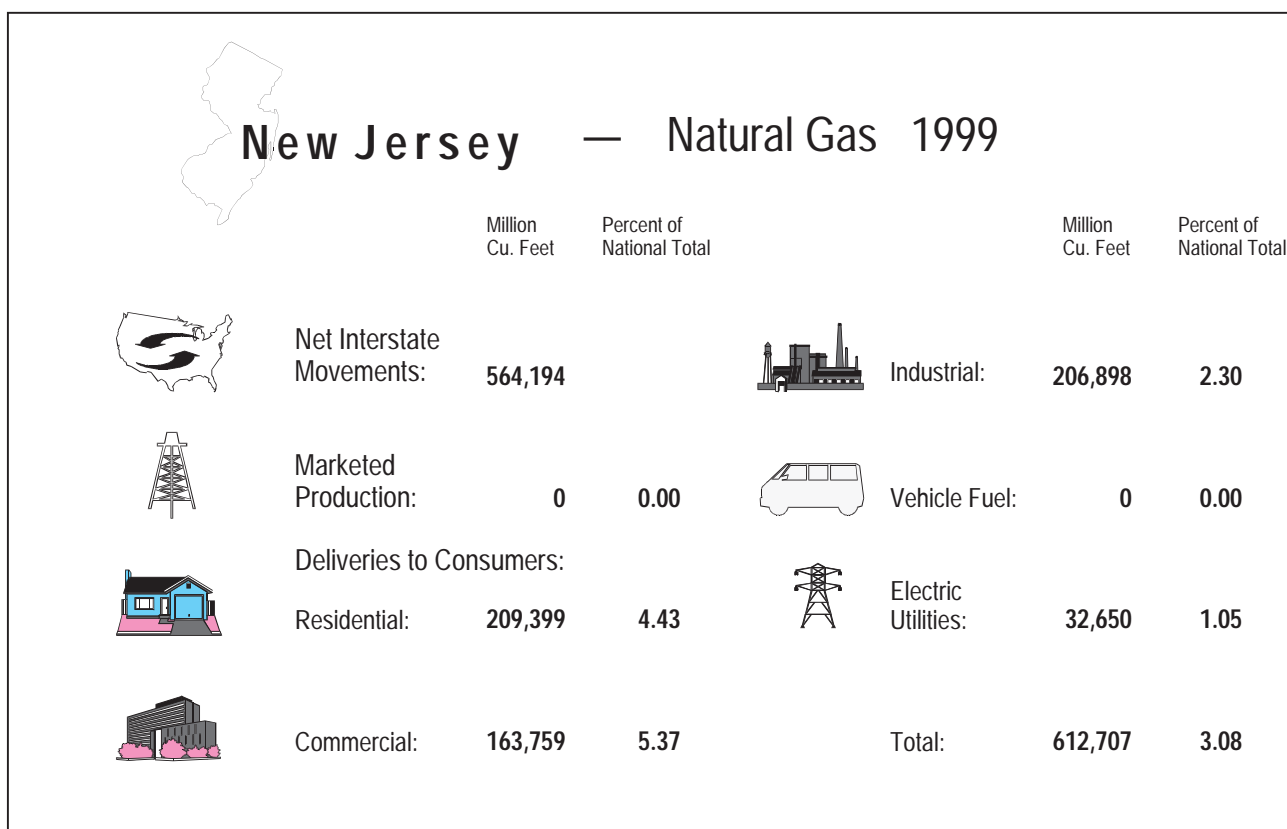 New Jersey — Natural Gas 1999
Million Cu. Feet Percent of National Total Million Cu. Feet Percent of National Total
Net Interstate
Movements: 564,194
Industrial: 206,898 2.30
Marketed
Production: 0 0.00
Vehicle Fuel: 0 0.00
Deliveries to Consumers:
Residential: 209,399 4.43
Electric
Utilities: 32,650 1.05
Commercial: 163,759 5.37
Total: 612,707 3.08